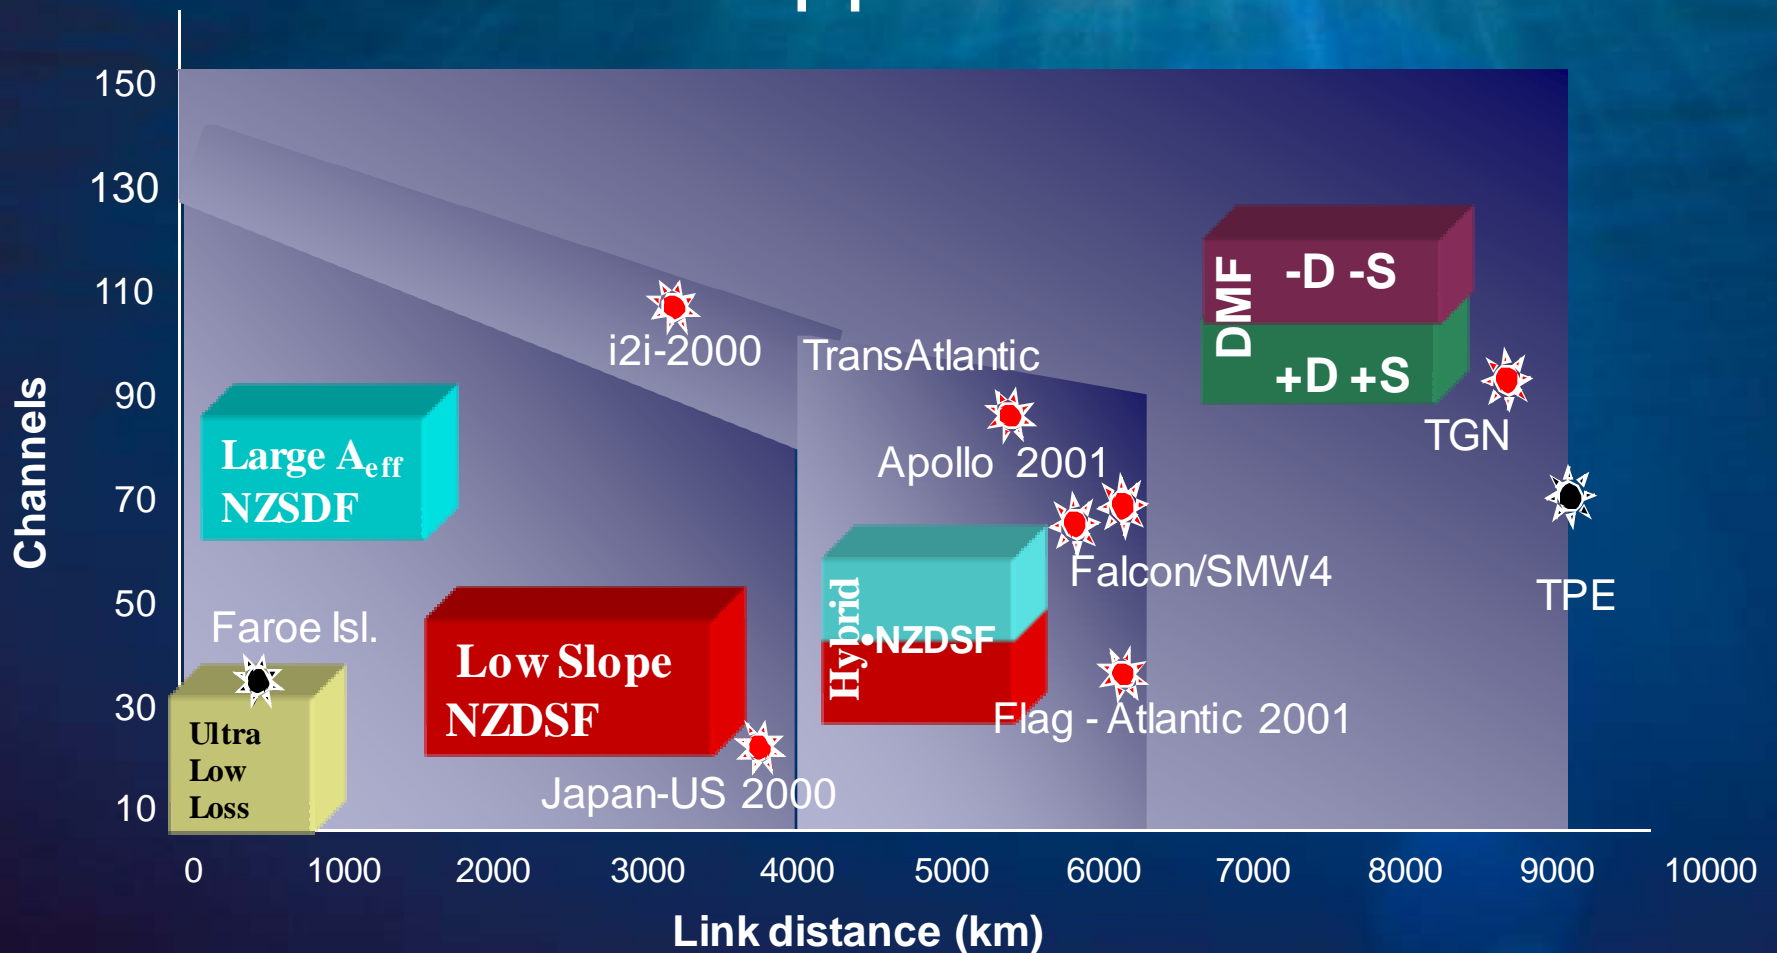 150
130
110
90
70
50
30
10
Channels
0 1000 2000 3000 4000 5000 6000 7000 8000 9000 10000
Link distance (km)
i2i-2000
TransAtlantic
DMF
-D -S
+D +S
TGN
Large Aeff
NZSDF
Apollo 2001
Falcon/SMW4
TPE
Faroe Isl.
Ultra
Low
Loss
Low Slope
NZDSF
Hybrid
•NZDSF
Flag - Atlantic 2001
Japan-US 2000